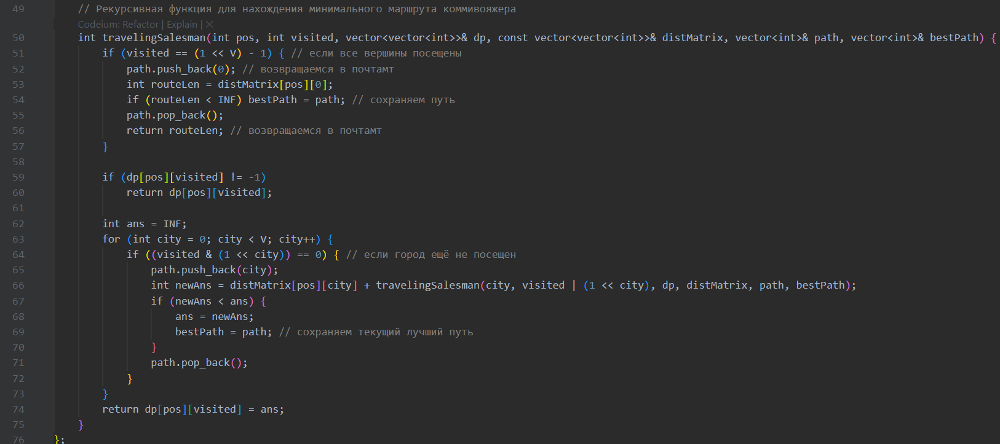 49 // Рекурсивная функция для нахождения минимального маршрута коммивояжера
Codeium: Refactor | Explain | ×
50 int travelingSalesman(int pos, int visited, vector<vector<int>>& dp, const vector<vector<int>>& distMatrix, vector<int>& path, vector<int>& bestPath) {
51 if (visited == (1 << V) - 1) { // если все вершины посещены
52 path.push_back(0); // возвращаемся в почтамт
53 int routeLen = distMatrix[pos][0];
54 if (routeLen < INF) bestPath = path; // сохраняем путь
55 path.pop_back();
56 return routeLen; // возвращаемся в почтамт
57 }
58
59 if (dp[pos][visited] != -1)
60 return dp[pos][visited];
61
62 int ans = INF;
63 for (int city = 0; city < V; city++) {
64 if ((visited & (1 << city)) == 0) { // если город ещё не посещен
65 path.push_back(city);
66 int newAns = distMatrix[pos][city] + travelingSalesman(city, visited | (1 << city), dp, distMatrix, path, bestPath);
67 if (newAns < ans) {
68 ans = newAns;
69 bestPath = path; // сохраняем текущий лучший путь
70 }
71 path.pop_back();
72 }
73 }
74 return dp[pos][visited] = ans;
75 }
76 };